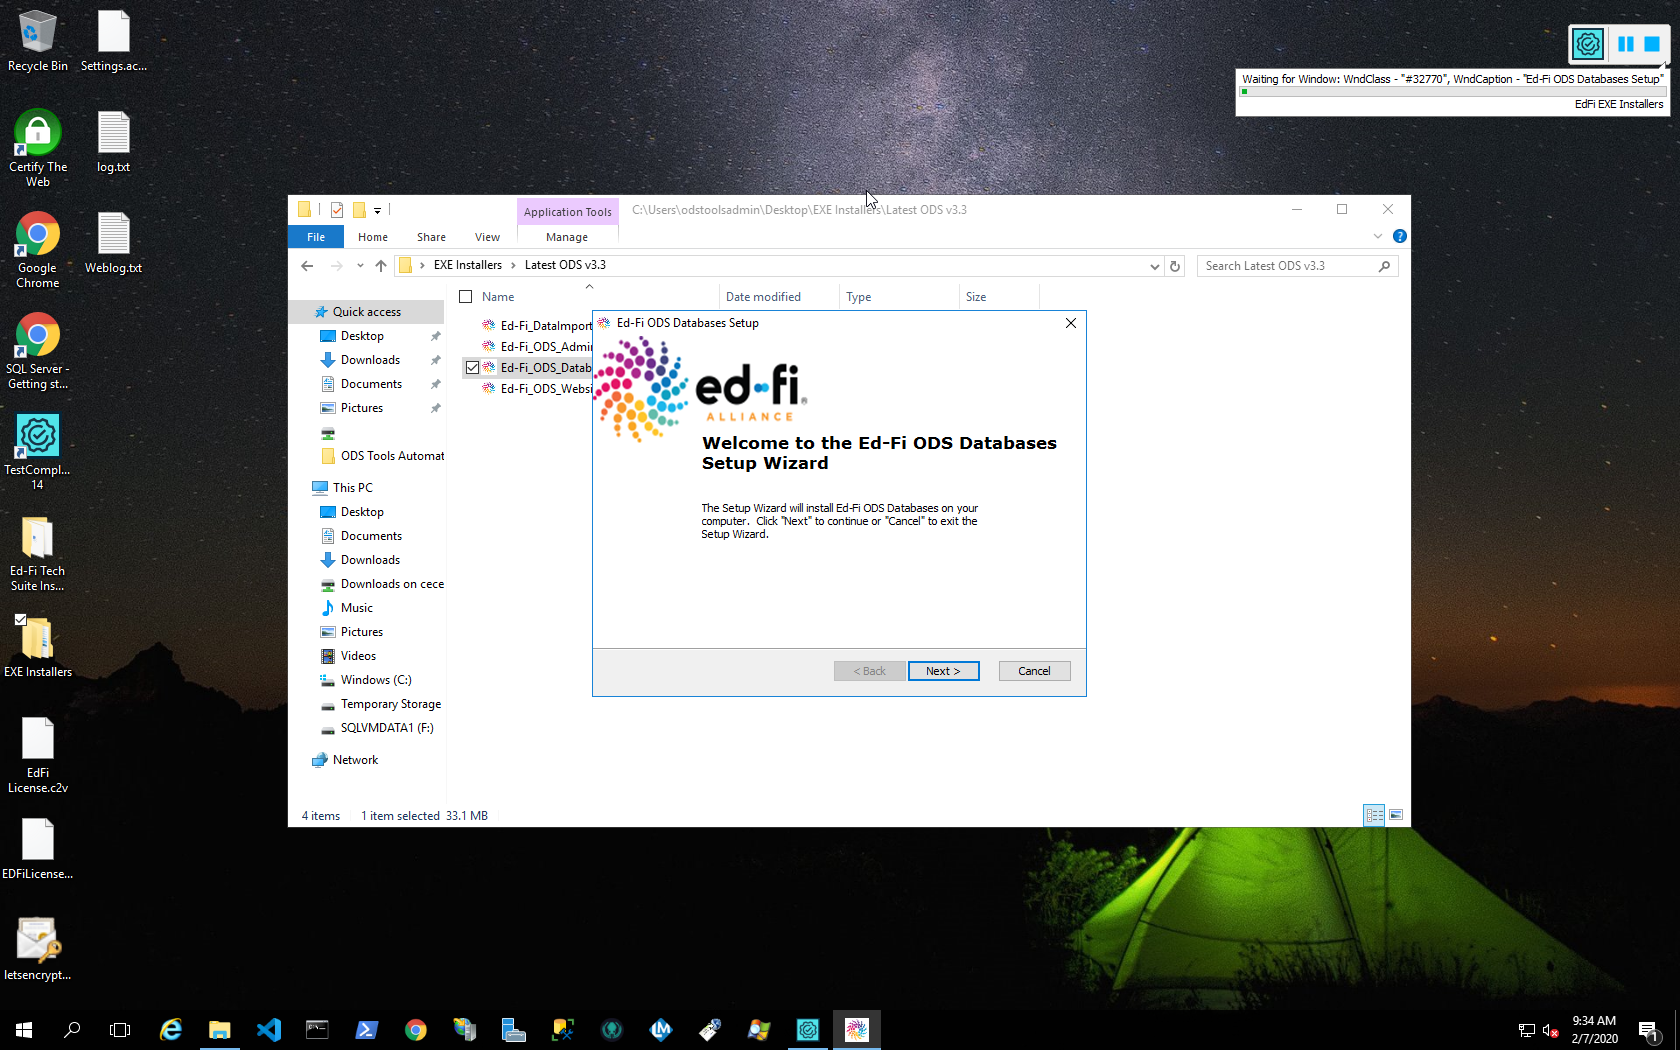 Recycle Bin
Settings.ac...
Certify The
Web
log.txt
Google
Chrome
Weblog.txt
SQL Server -
Getting st...
TestCompl...
14
Ed-Fi Tech
Suite Ins...
EXE Installers
EdFi
License.c2v
EDFiLicense...
letsencrypt...
Waiting for Window: WndClass - "#32770", WndCaption - "Ed-Fi ODS Databases Setup"
EdFi EXE Installers
Application Tools
C:\Users\odstoolsadmin\Desktop\EXE Installers\Latest ODS v3.3
File
Home
Share
View
Manage
EXE Installers > Latest ODS v3.3
Search Latest ODS v3.3
Name
Date modified
Type
Size
Quick access
Desktop
Downloads
Documents
Pictures
ODS Tools Automat
This PC
Desktop
Documents
Downloads
Downloads on cece
Music
Pictures
Videos
Windows (C:)
Temporary Storage
SQLVMDATA1 (F:)
Network
Ed-Fi_DataImport
Ed-Fi_ODS_Admi
Ed-Fi_ODS_Datab
Ed-Fi_ODS_Websi
Ed-Fi ODS Databases Setup
ed-fi®
ALLIANCE
Welcome to the Ed-Fi ODS Databases
Setup Wizard
The Setup Wizard will install Ed-Fi ODS Databases on your
computer. Click "Next" to continue or "Cancel" to exit the
Setup Wizard.
< Back
Next >
Cancel
4 items
1 item selected 33.1 MB
9:34 AM
2/7/2020
1